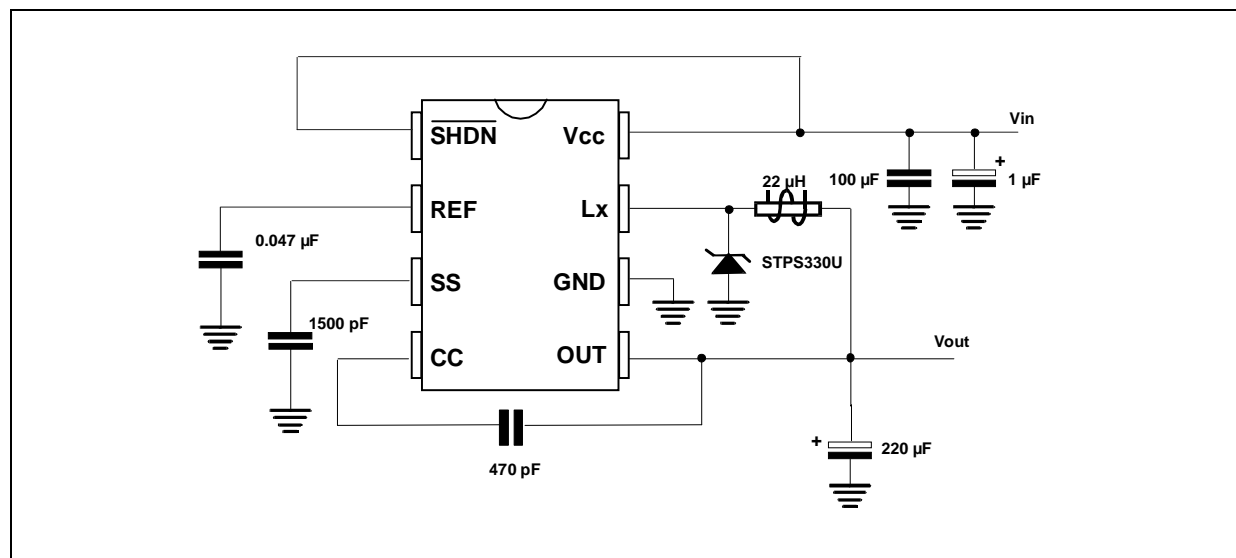 SHDN
Vcc
Vin
REF
Lx
22 µH
100 µF
+
1 µF
0.047 µF
SS
GND
STPS330U
1500 pF
CC
OUT
Vout
470 pF
+
220 µF